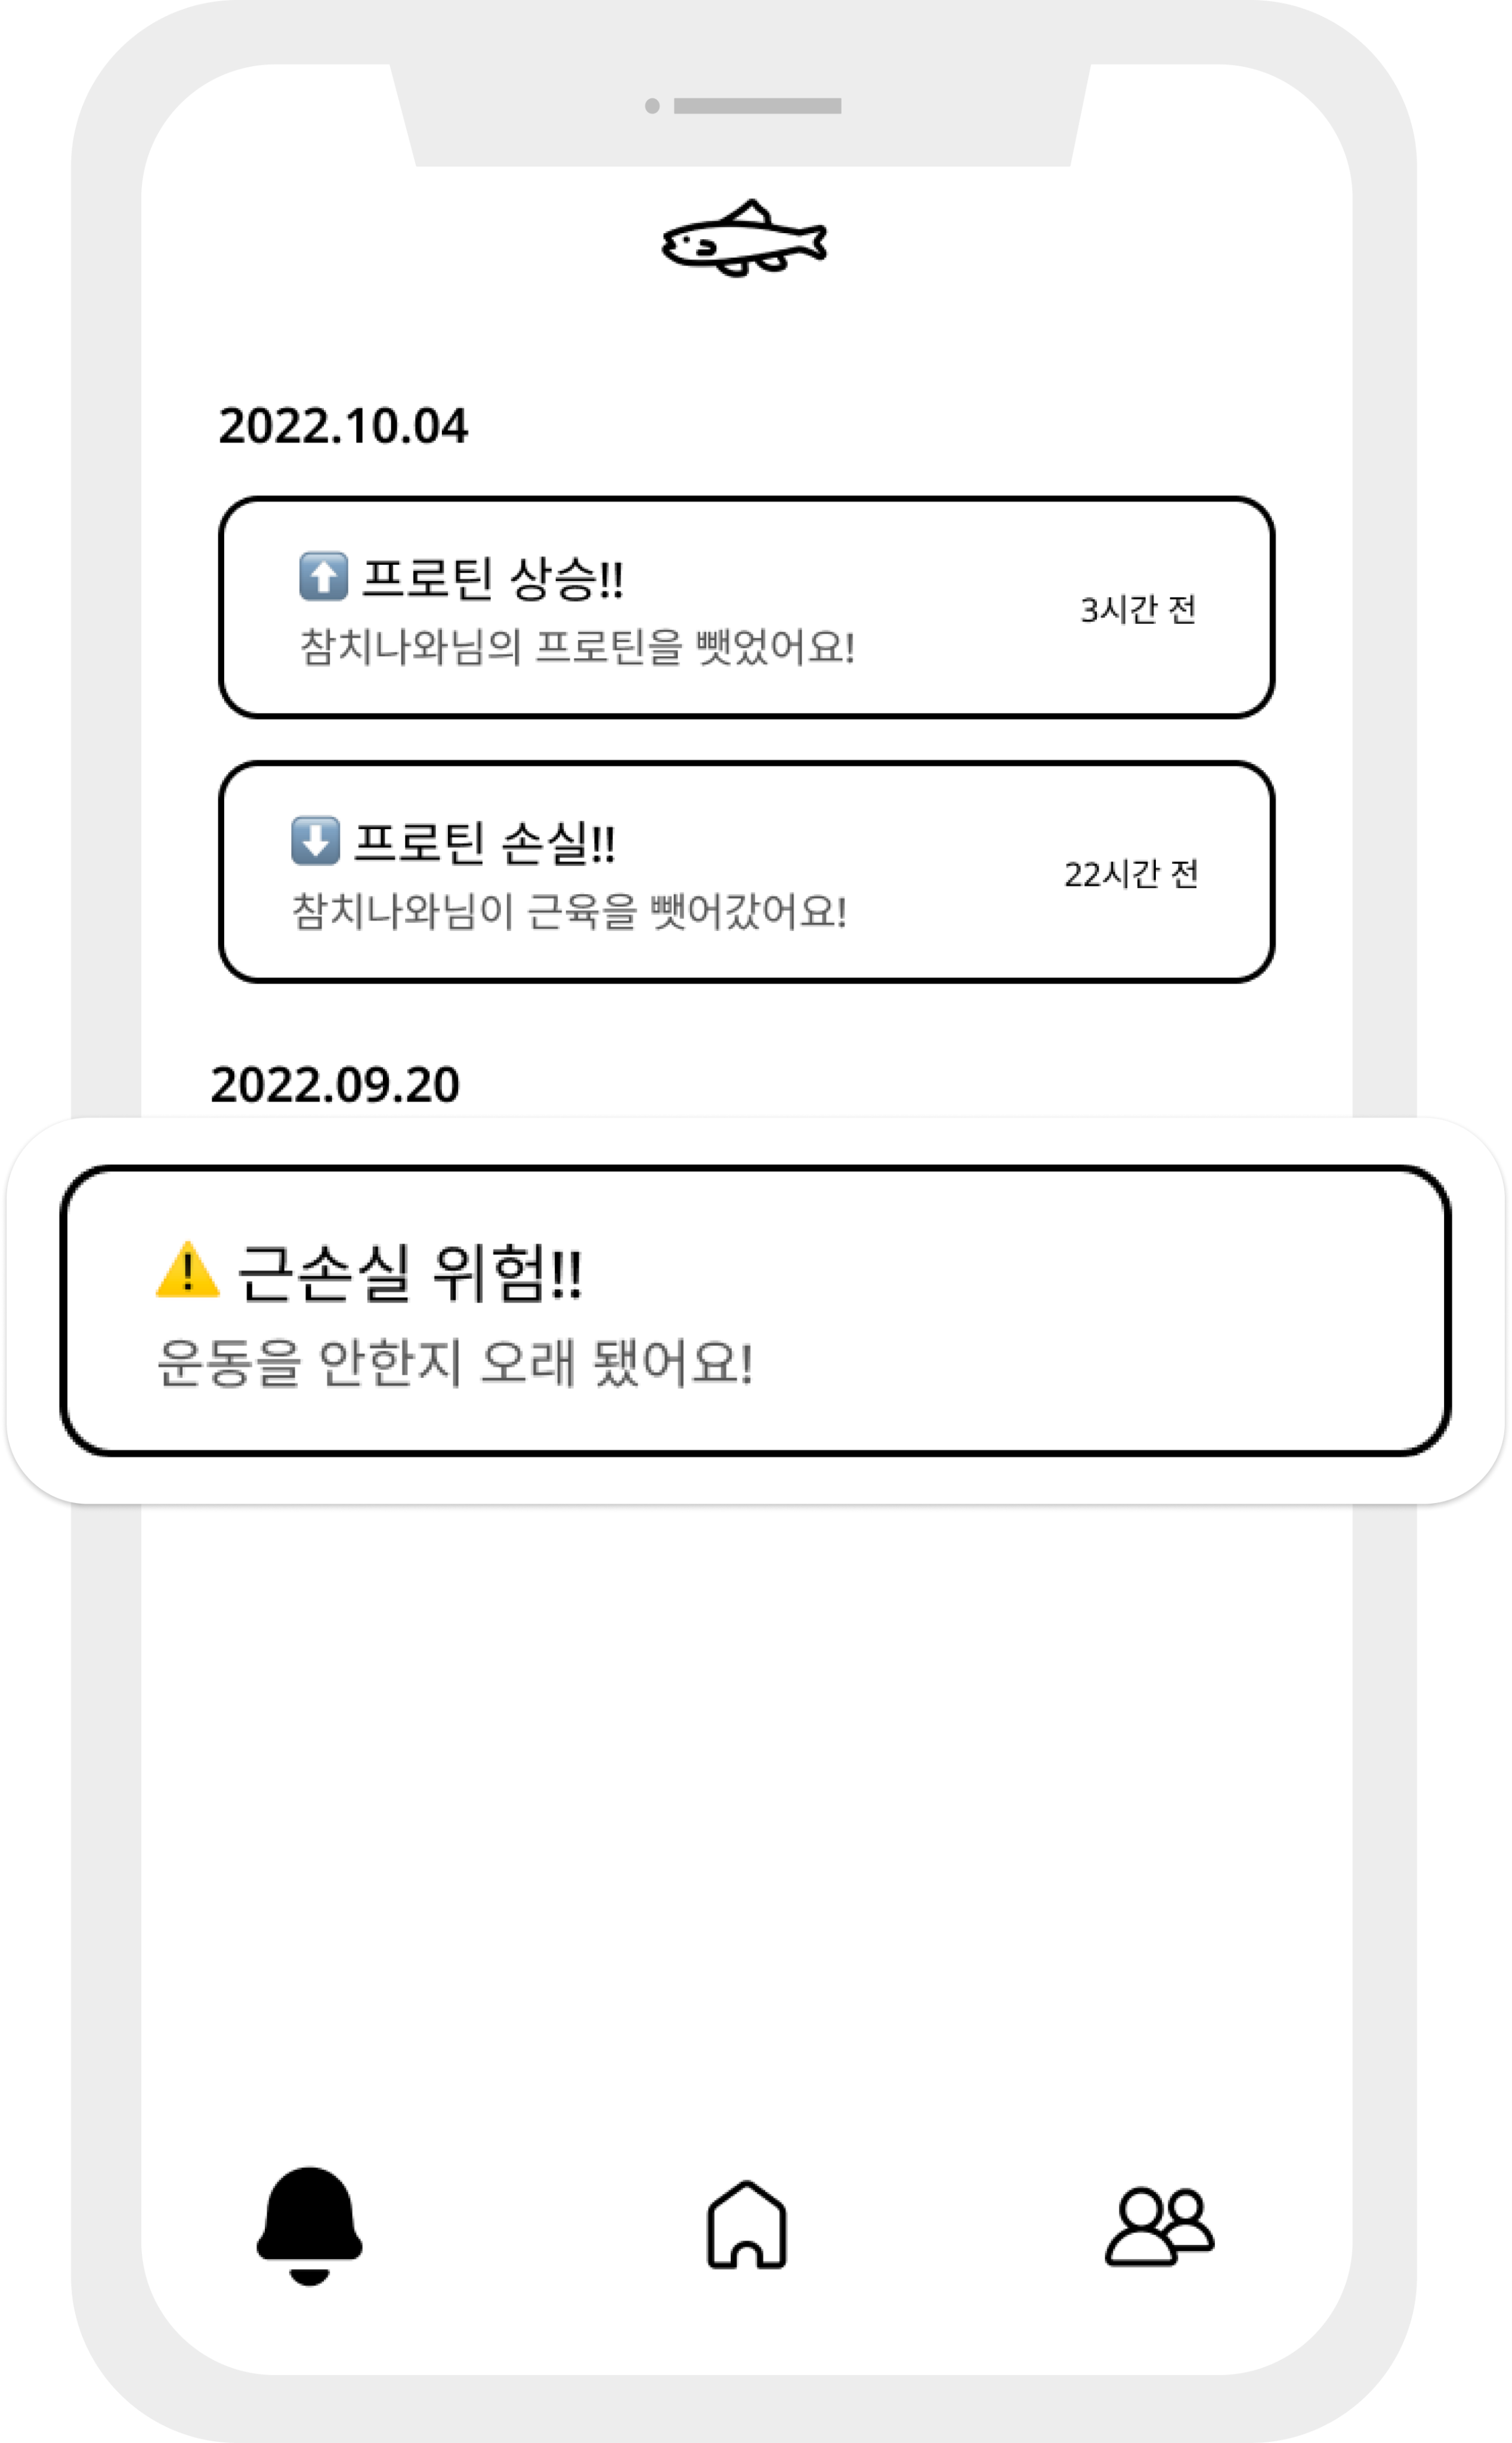 2022.10.04
⬆️ 프로틴 상승!!
참치나와님의 프로틴을 뺏었어요!
3시간 전
⬇️ 프로틴 손실!!
참치나와님이 근육을 뺏어갔어요!
22시간 전
2022.09.20
⚠️ 근손실 위험!!
운동을 안한지 오래 됐어요!